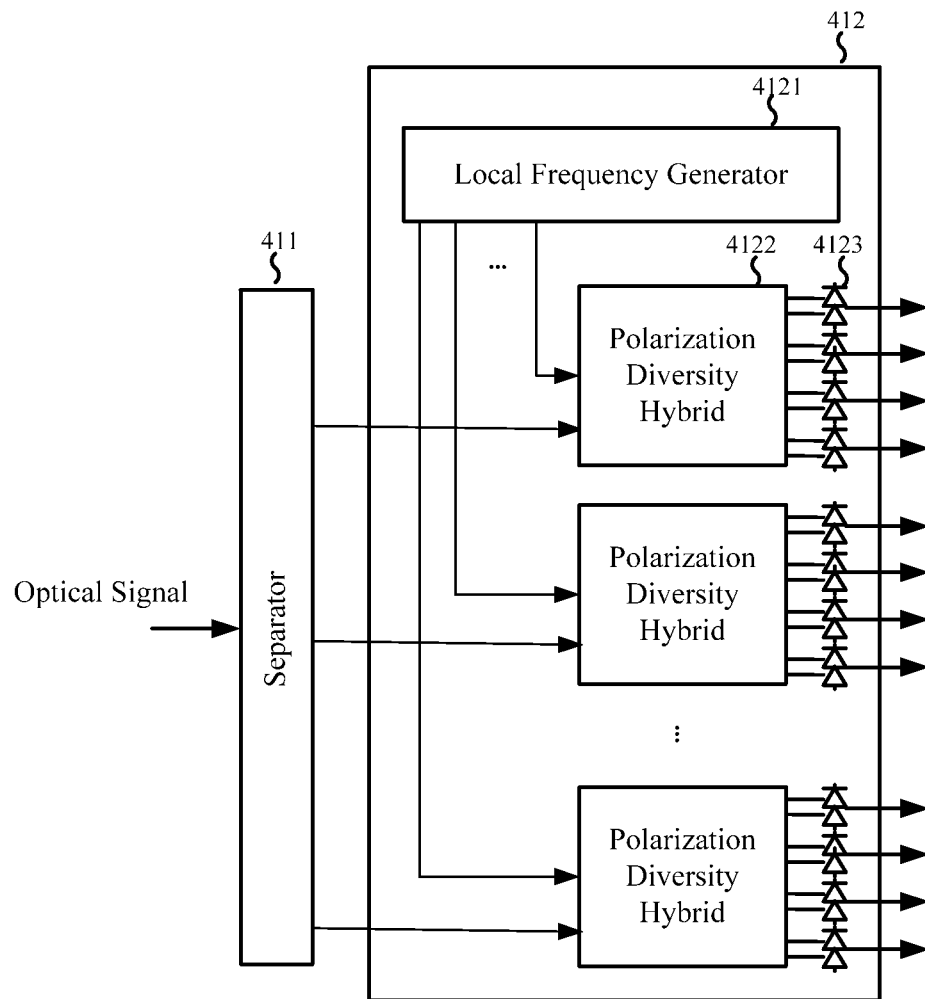 412
4121
Local Frequency Generator
411
...
4122
4123
Polarization
Diversity
Hybrid
Polarization
Diversity
Hybrid
Optical Signal
Separator
...
Polarization
Diversity
Hybrid